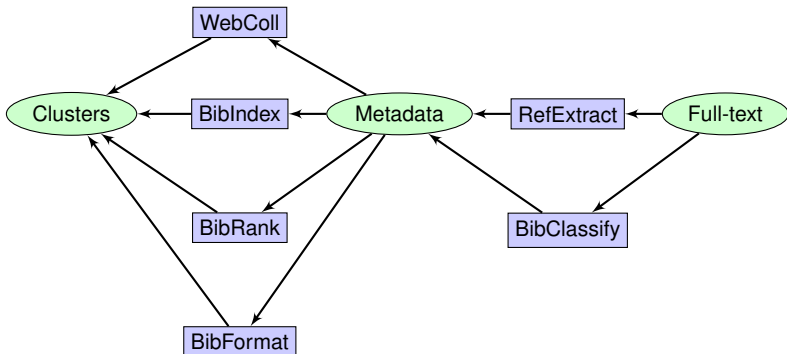 WebColl
Clusters
BibIndex
Metadata
RefExtract
Full-text
BibRank
BibClassify
BibFormat